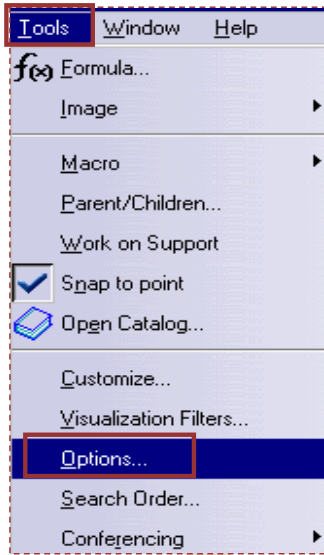 Tools Window Help
f(x) Formula...
Image
Macro
Parent/Children...
Work on Support
Snap to point
Open Catalog...
Customize...
Visualization Filters...
Options...
Search Order...
Conferencing